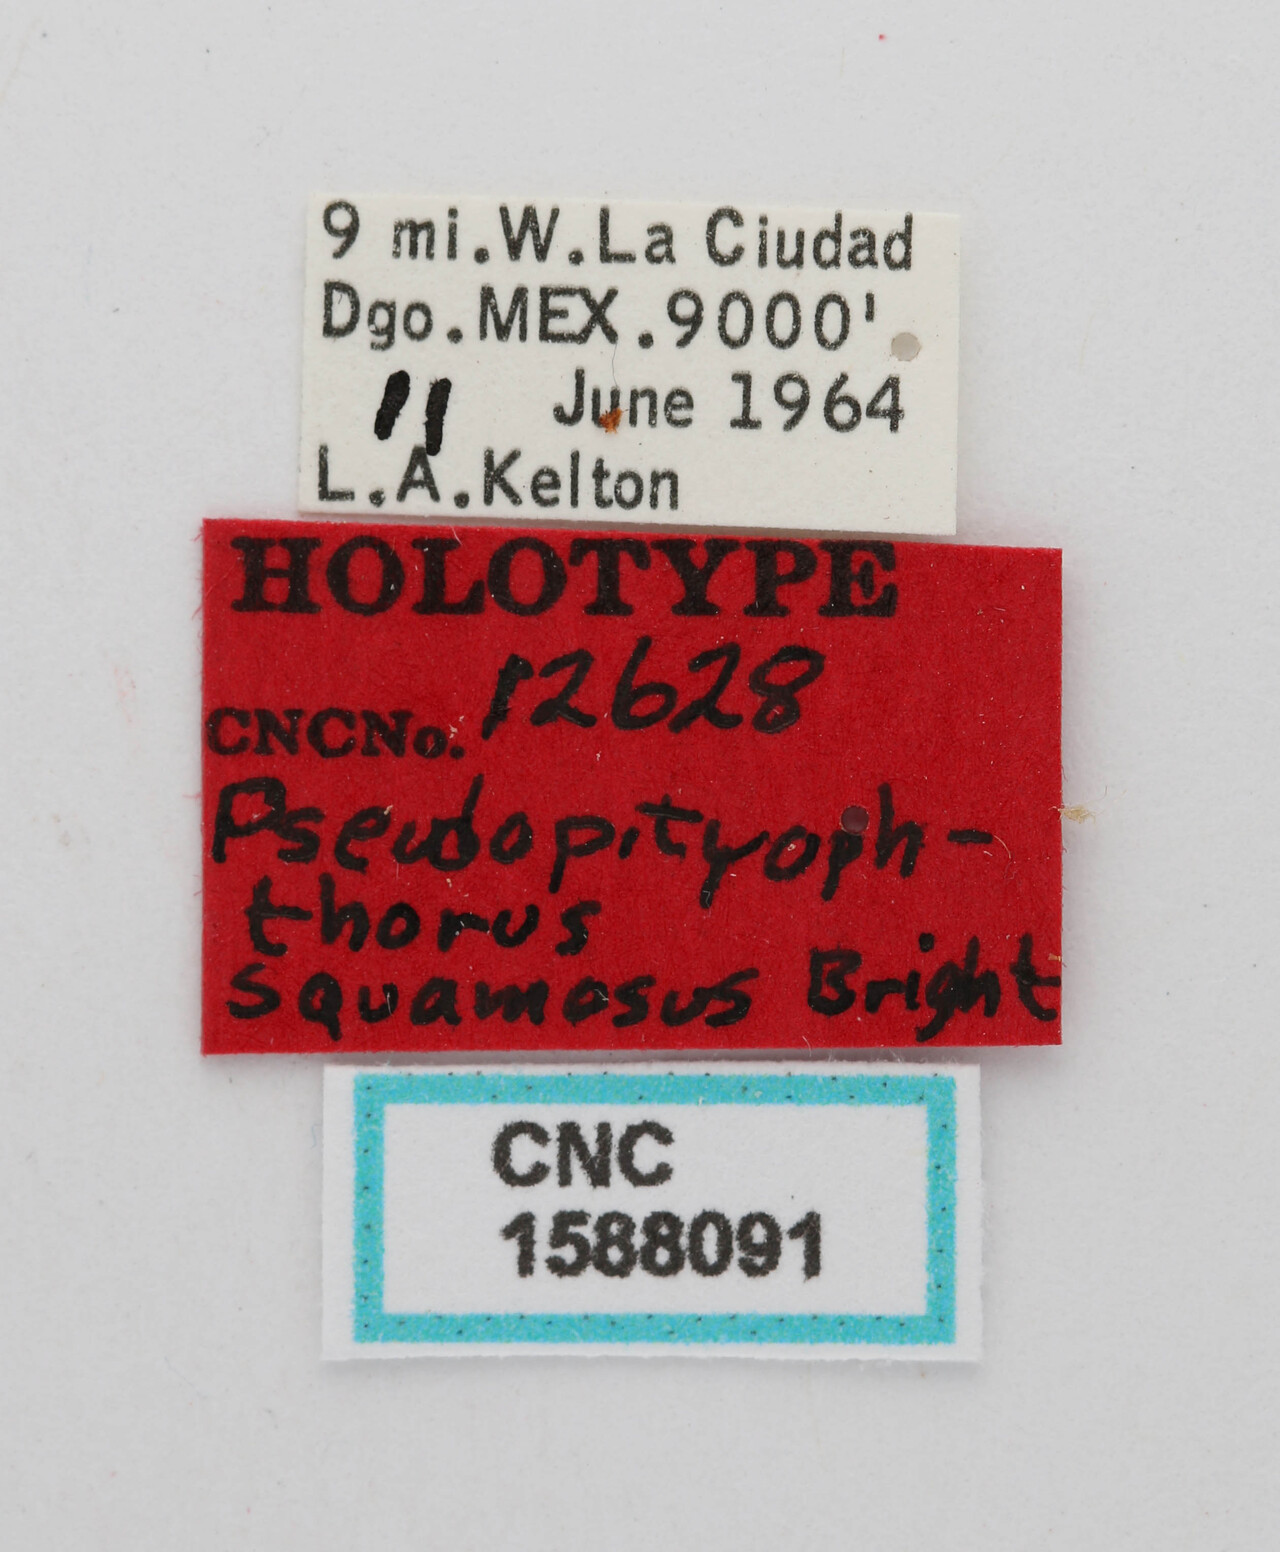 9 mi.W.La Ciudad
Dgo.MEX.9000'
11 June 1964
L.A.Kelton
HOLOTYPE
CNCNo. 12628
Pseudopityoph-
thorus
squamosus Bright
CNC
1588091